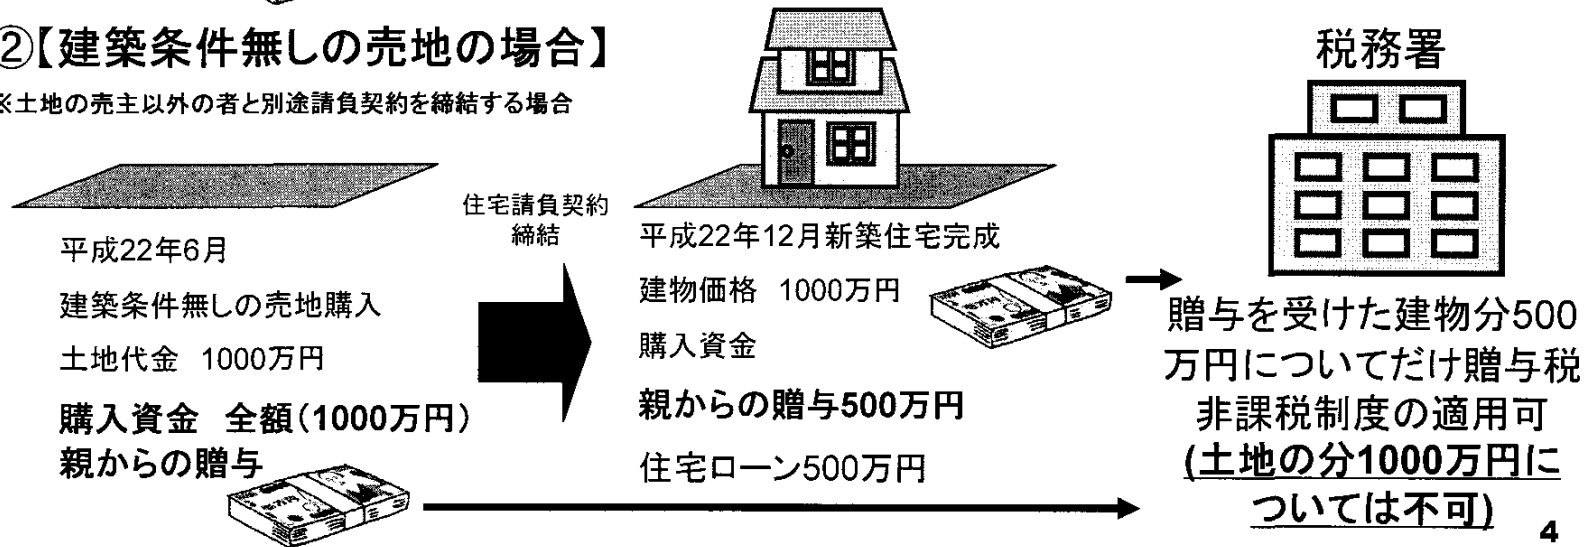 ②【建築条件無しの売地の場合】
※土地の売主以外の者と別途請負契約を締結する場合
平成22年6月
建築条件無しの売地購入
土地代金 1000万円
購入資金 全額(1000万円)
親からの贈与
住宅請負契約
締結
平成22年12月新築住宅完成
建物価格 1000万円
購入資金
親からの贈与500万円
住宅ローン500万円
税務署
贈与を受けた建物分500
万円についてだけ贈与税
非課税制度の適用可
(土地の分1000万円に
ついては不可)
4